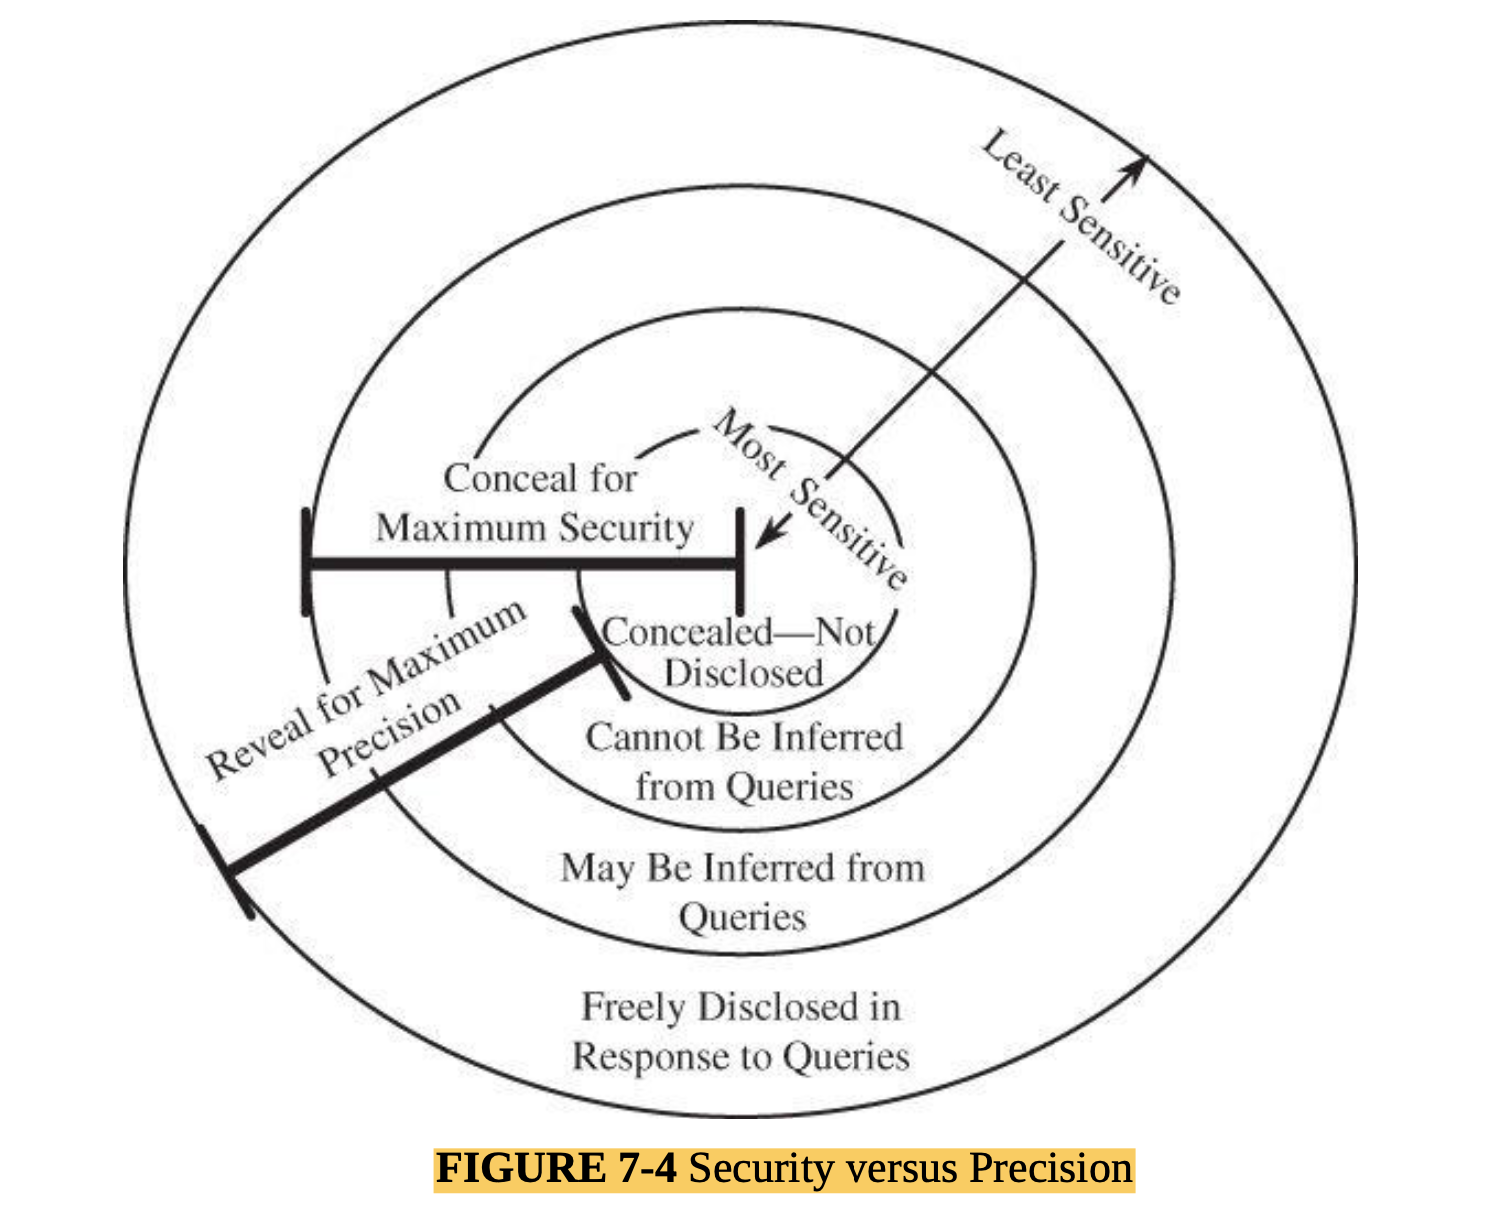 Least Sensitive
Most Sensitive
Conceal for
Maximum Security
Reveal for Maximum
Precision
Concealed—Not
Disclosed
Cannot Be Inferred
from Queries
May Be Inferred from
Queries
Freely Disclosed in
Response to Queries
FIGURE 7-4 Security versus Precision